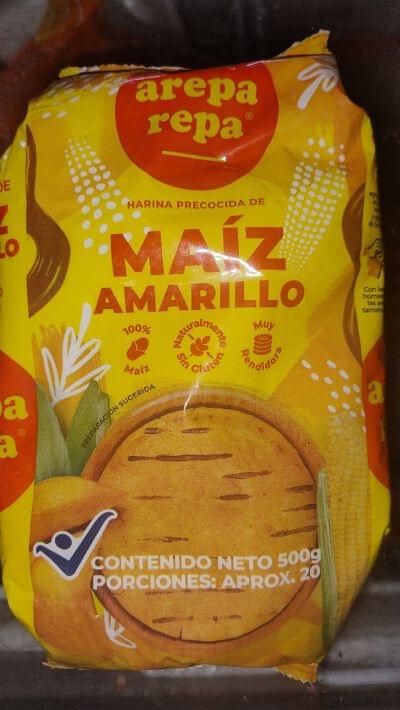 arepa
repa®
HARINA PRECOCIDA DE
MAÍZ
AMARILLO
100%
Maíz
Naturalmente
Sin Gluten
Muy
Rendidora
PREPARACIÓN SUGERIDA
CONTENIDO NETO 500g
PORCIONES: APROX. 20